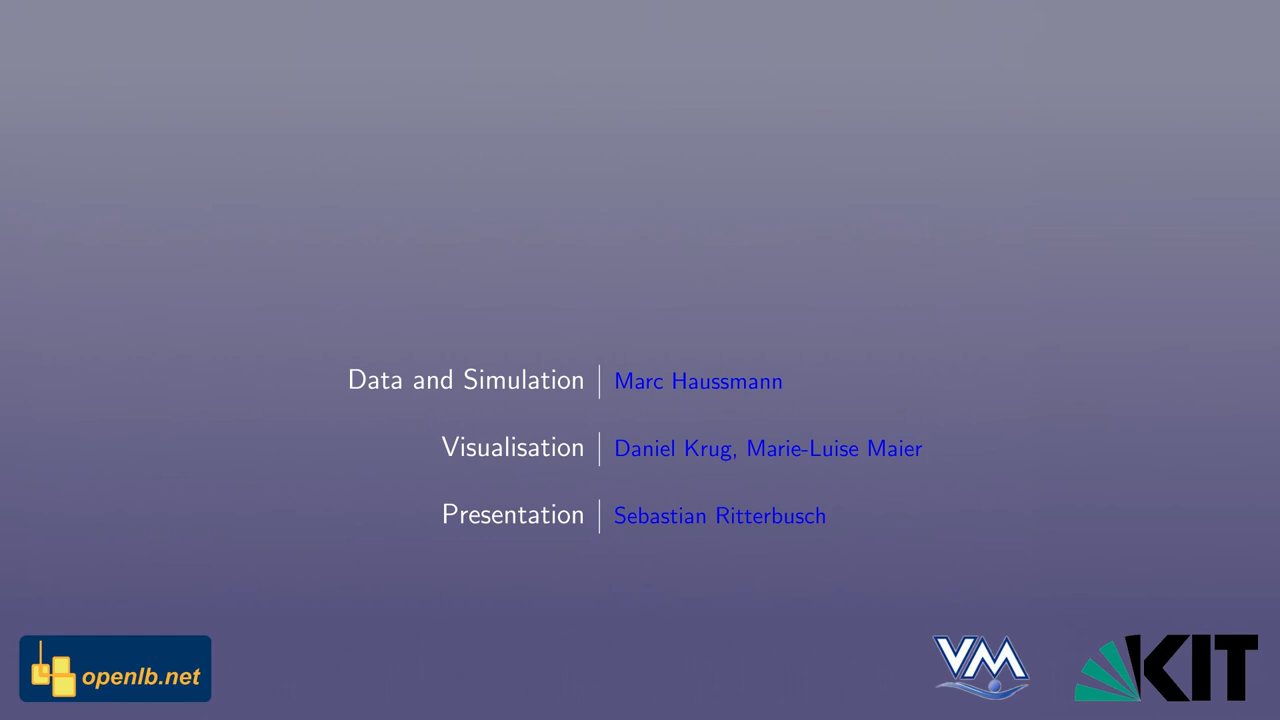 Data and Simulation | Marc Haussmann
Visualisation | Daniel Krug, Marie-Luise Maier
Presentation | Sebastian Ritterbusch
openlb.net
VM
KIT